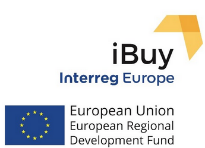 iBuy
Interreg Europe
European Union
European Regional
Development Fund